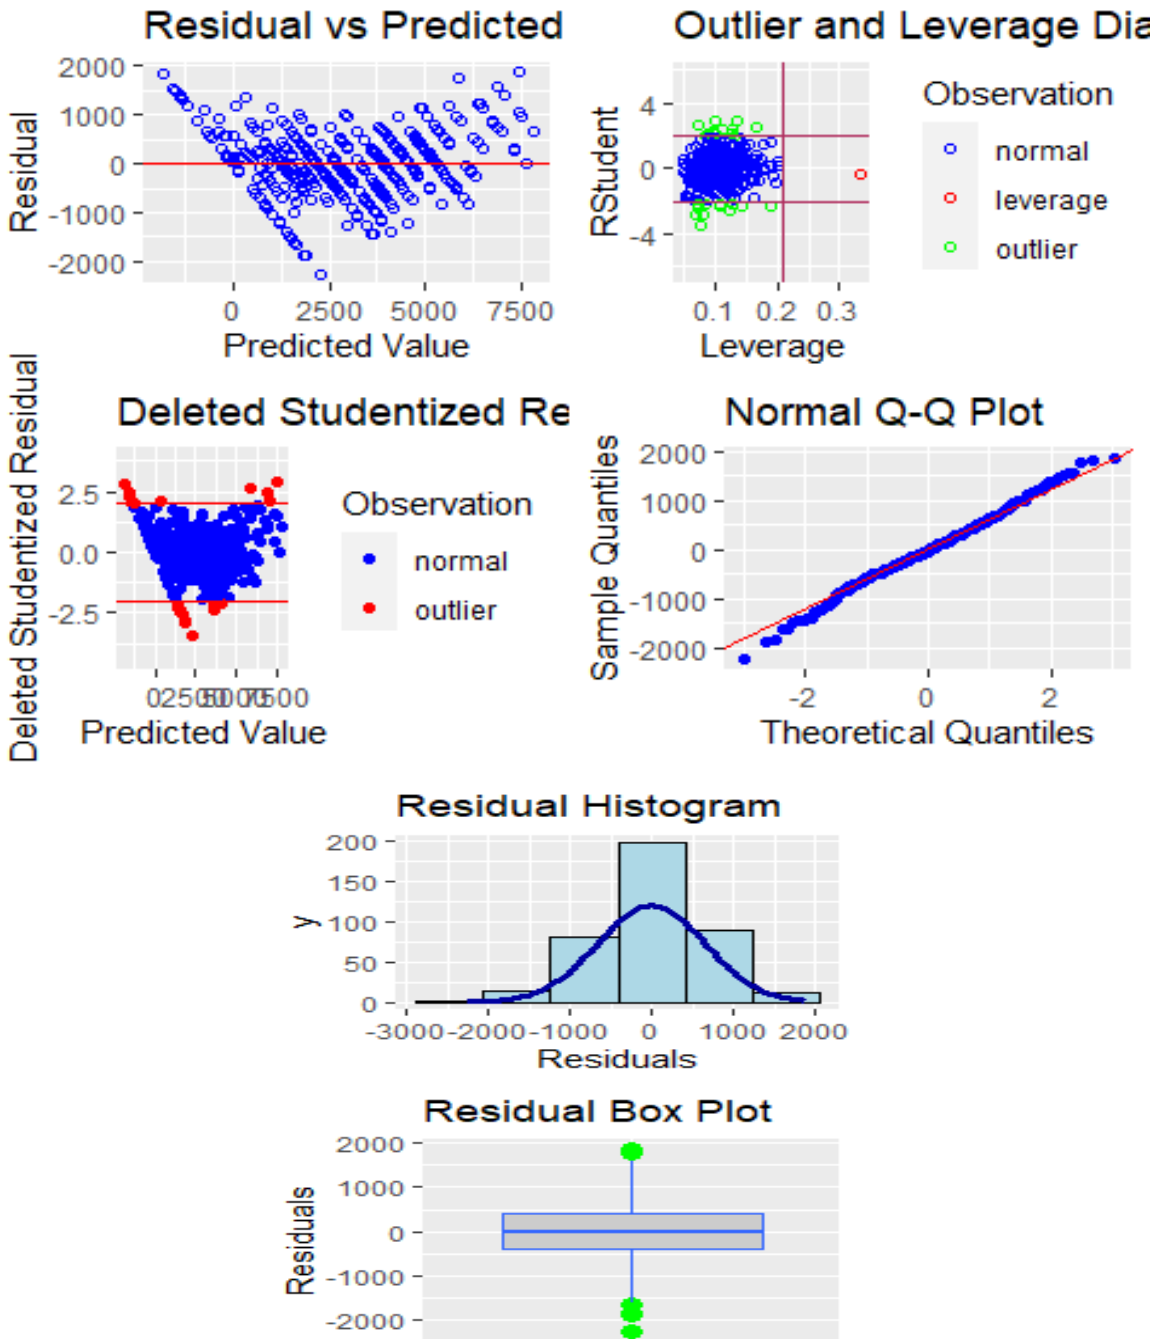 Residual vs Predicted
Residual
2000
1000
0
-1000
-2000
0 2500 5000 7500
Predicted Value
Outlier and Leverage Dia
RStudent
4
0
-4
0.1 0.2 0.3
Leverage
Observation
normal
leverage
outlier
Deleted Studentized Re
Deleted Studentized Residual
2.5
0.0
-2.5
0 2500 5000 7500
Predicted Value
Observation
normal
outlier
Normal Q-Q Plot
Sample Quantiles
2000
1000
0
-1000
-2000
-2 0 2
Theoretical Quantiles
Residual Histogram
y
200
150
100
50
0
-3000 -2000 -1000 0 1000 2000
Residuals
Residual Box Plot
Residuals
2000
1000
0
-1000
-2000